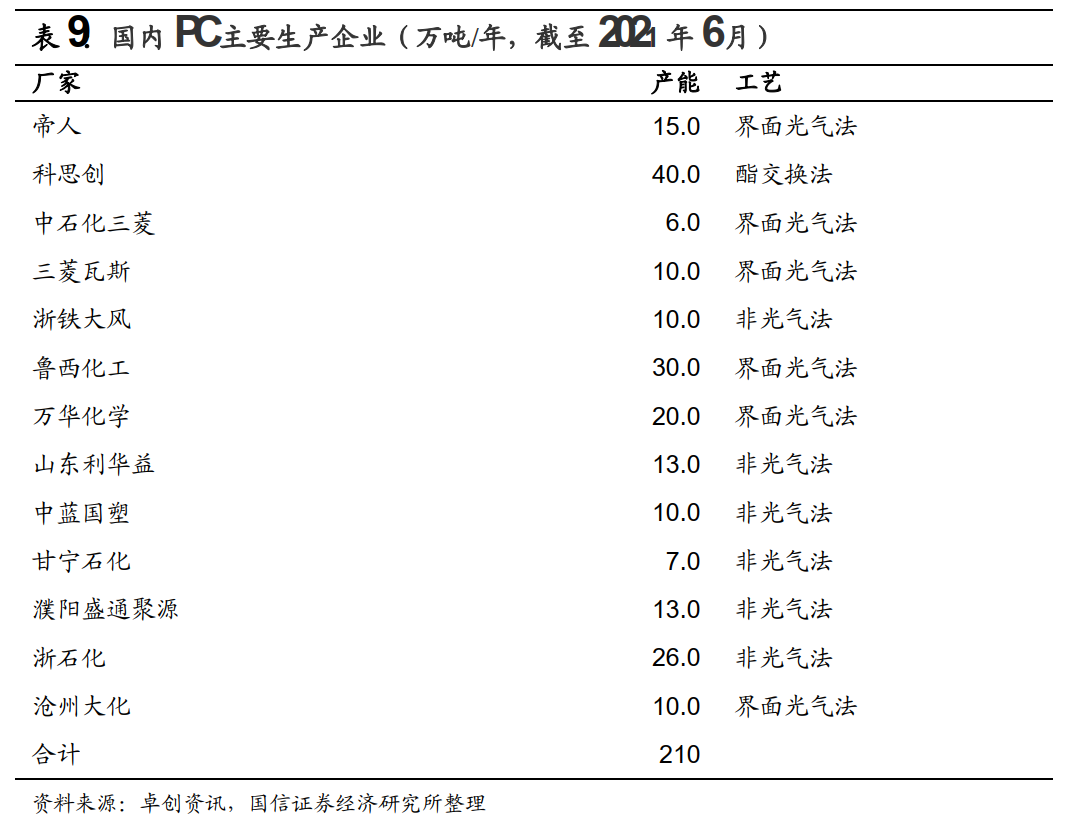 表 9. 国内 PC 主要生产企业（万吨/年，截至 2021 年 6 月）
厂家 产能 工艺
帝人 15.0 界面光气法
科思创 40.0 酯交换法
中石化三菱 6.0 界面光气法
三菱瓦斯 10.0 界面光气法
浙铁大风 10.0 非光气法
鲁西化工 30.0 界面光气法
万华化学 20.0 界面光气法
山东利华益 13.0 非光气法
中蓝国塑 10.0 非光气法
甘宁石化 7.0 非光气法
濮阳盛通聚源 13.0 非光气法
浙石化 26.0 非光气法
沧州大化 10.0 界面光气法
合计 210
资料来源：卓创资讯，国信证券经济研究所整理